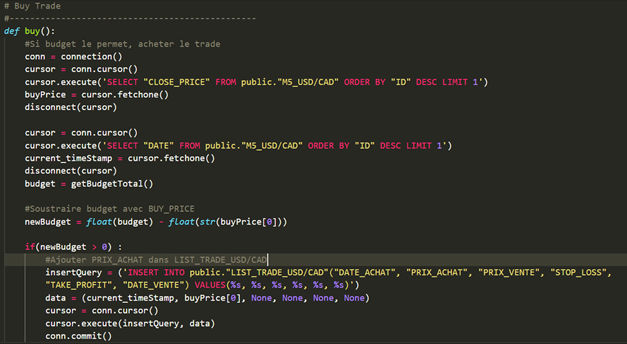 # Buy Trade
#-----------------------------------------------
def buy():
    #Si budget le permet, acheter le trade
    conn = connection()
    cursor = conn.cursor()
    cursor.execute('SELECT "CLOSE_PRICE" FROM public."M5_USD/CAD" ORDER BY "ID" DESC LIMIT 1')
    buyPrice = cursor.fetchone()
    disconnect(cursor)

    cursor = conn.cursor()
    cursor.execute('SELECT "DATE" FROM public."M5_USD/CAD" ORDER BY "ID" DESC LIMIT 1')
    current_timeStamp = cursor.fetchone()
    disconnect(cursor)
    budget = getBudgetTotal()

    #Soustraire budget avec BUY_PRICE
    newBudget = float(budget) - float(str(buyPrice[0]))

    if(newBudget > 0) :
        #Ajouter PRIX_ACHAT dans LIST_TRADE_USD/CAD
        insertQuery = ('INSERT INTO public."LIST_TRADE_USD/CAD"("DATE_ACHAT", "PRIX_ACHAT", "PRIX_VENTE", "STOP_LOSS",
        "TAKE_PROFIT", "DATE_VENTE") VALUES(%s, %s, %s, %s, %s, %s)')
        data = (current_timeStamp, buyPrice[0], None, None, None, None)
        cursor = conn.cursor()
        cursor.execute(insertQuery, data)
        conn.commit()